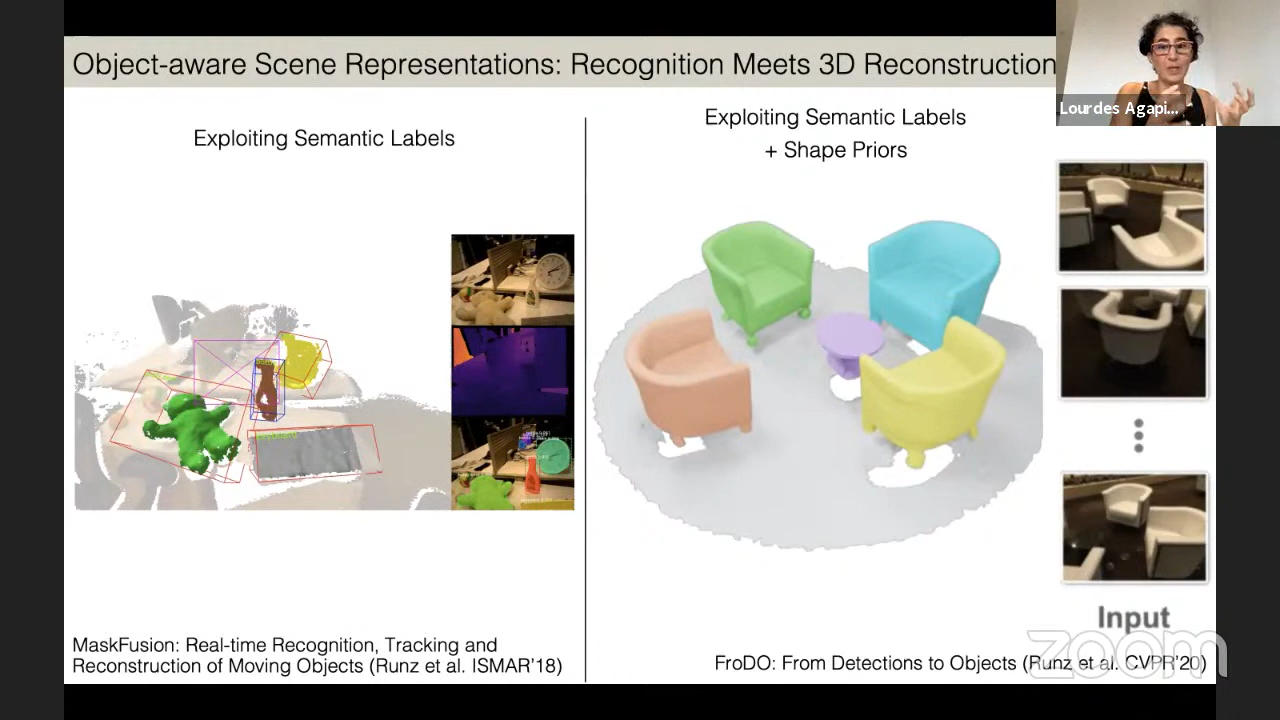 Object-aware Scene Representations: Recognition Meets 3D Reconstruction
Lourdes Agapi...
Exploiting Semantic Labels
Exploiting Semantic Labels
+ Shape Priors
Input
MaskFusion: Real-time Recognition, Tracking and
Reconstruction of Moving Objects (Runz et al. ISMAR'18)
FroDO: From Detections to Objects (Runz et al. CVPR'20)
zoom